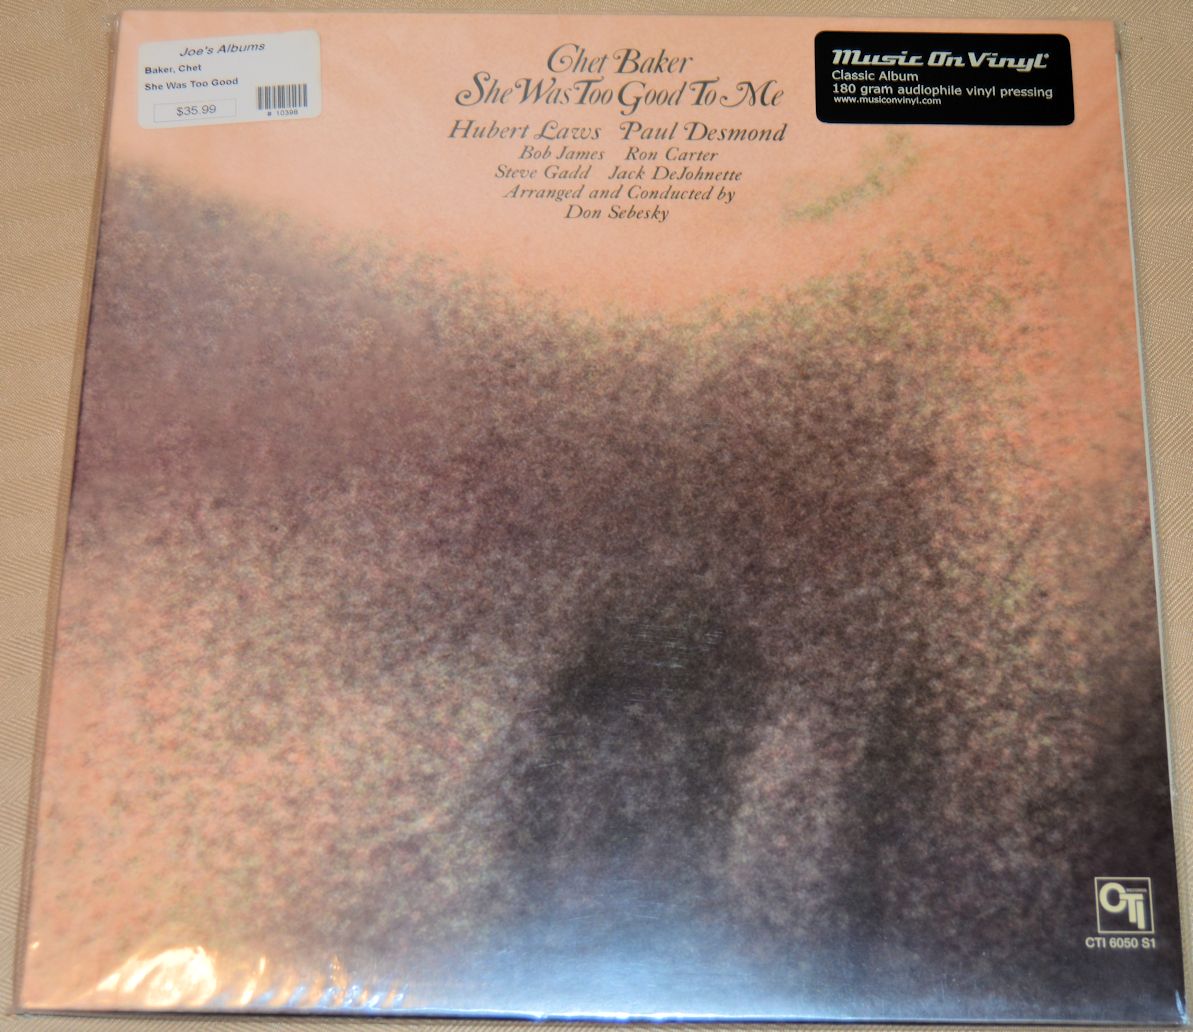 Joe's Albums
Baker, Chet
She Was Too Good
$35.99
# 10398
Chet Baker
She Was Too Good To Me
Hubert Laws Paul Desmond
Bob James Ron Carter
Steve Gadd Jack DeJohnette
Arranged and Conducted by
Don Sebesky
Music On Vinyl
Classic Album
180 gram audiophile vinyl pressing
www.musiconvinyl.com
RECORDS
CTI
CTI 6050 S1